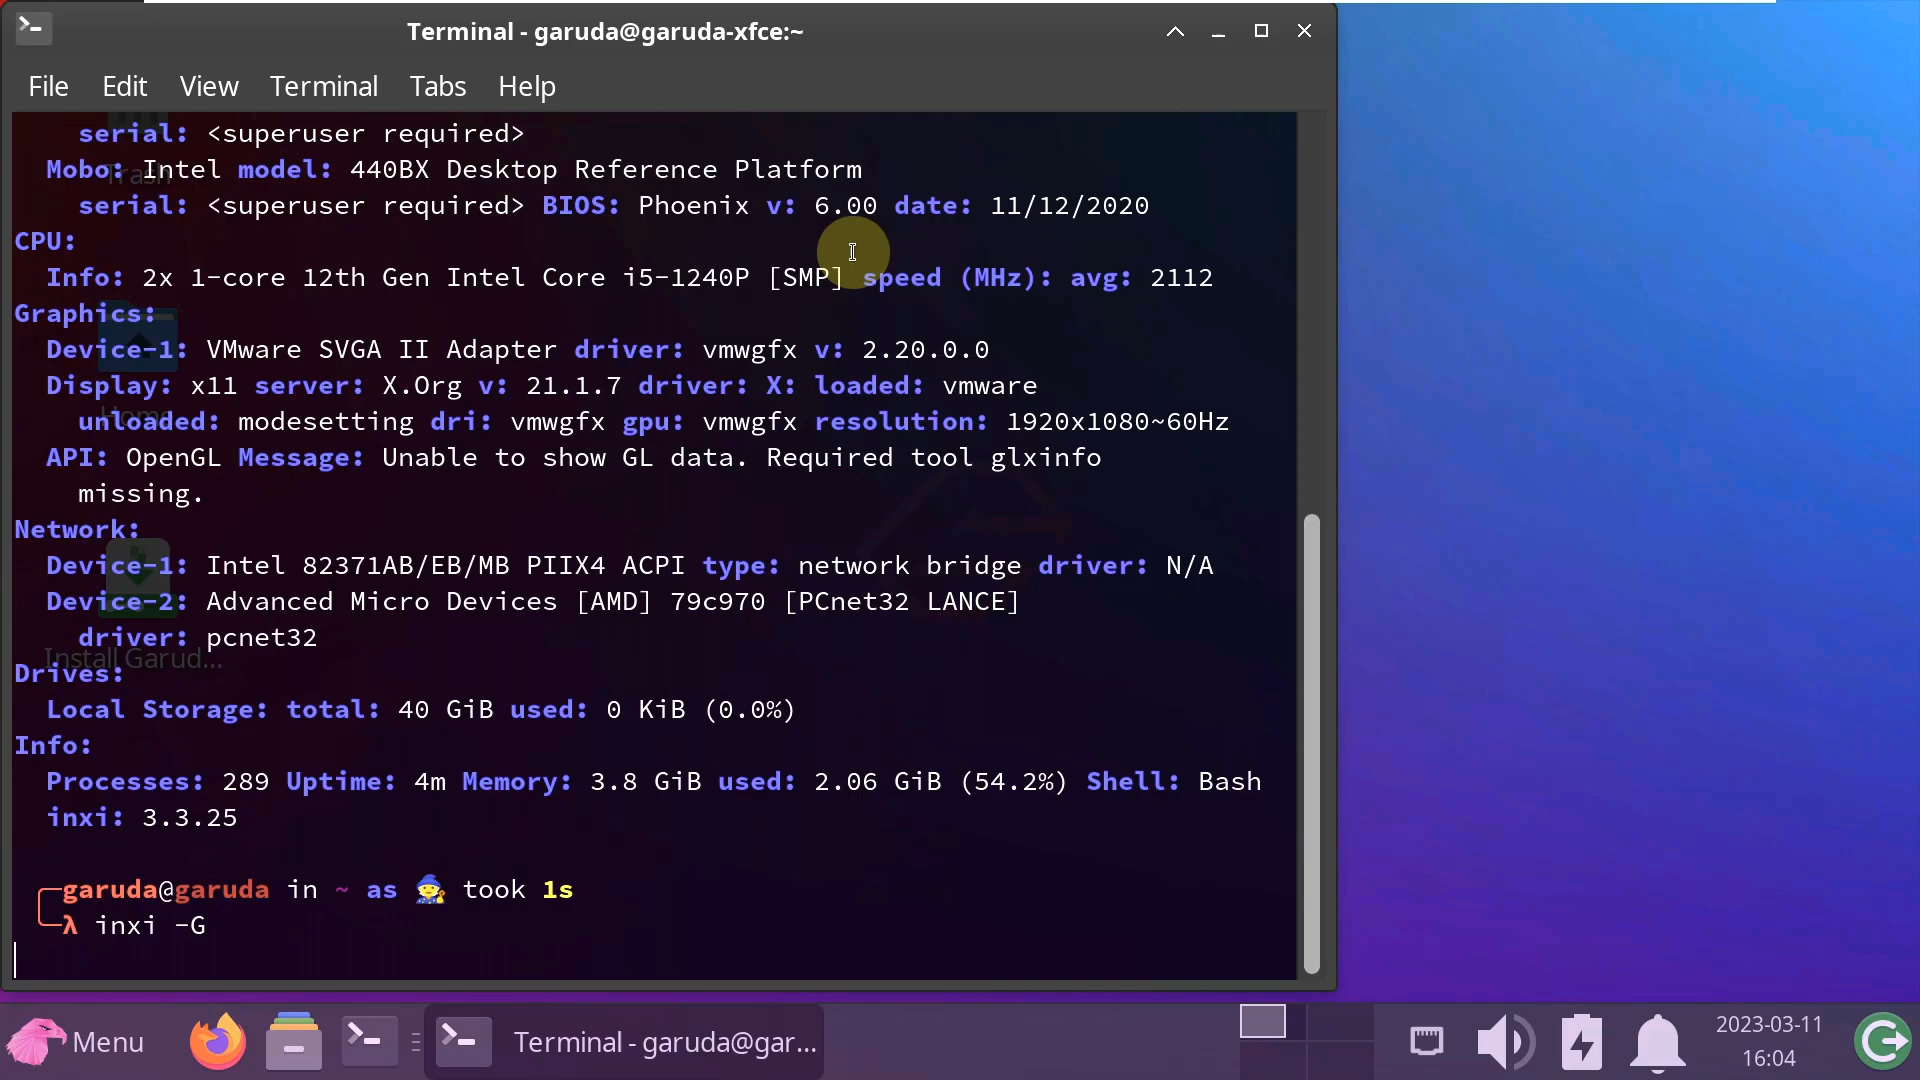 Terminal - garuda@garuda-xfce:~
File Edit View Terminal Tabs Help
serial: <superuser required>
Mobo: Intel model: 440BX Desktop Reference Platform
serial: <superuser required> BIOS: Phoenix v: 6.00 date: 11/12/2020
CPU:
Info: 2x 1-core 12th Gen Intel Core i5-1240P [SMP] speed (MHz): avg: 2112
Graphics:
Device-1: VMware SVGA II Adapter driver: vmwgfx v: 2.20.0.0
Display: x11 server: X.Org v: 21.1.7 driver: X: loaded: vmware
unloaded: modesetting dri: vmwgfx gpu: vmwgfx resolution: 1920x1080~60Hz
API: OpenGL Message: Unable to show GL data. Required tool glxinfo
missing.
Network:
Device-1: Intel 82371AB/EB/MB PIIX4 ACPI type: network bridge driver: N/A
Device-2: Advanced Micro Devices [AMD] 79c970 [PCnet32 LANCE]
driver: pcnet32
Drives:
Local Storage: total: 40 GiB used: 0 KiB (0.0%)
Info:
Processes: 289 Uptime: 4m Memory: 3.8 GiB used: 2.06 GiB (54.2%) Shell: Bash
inxi: 3.3.25
garuda@garuda in ~ as 🧙 took 1s
λ inxi -G
Trash
Home
Install Garud...
Menu
Terminal - garuda@gar...
2023-03-11
16:04